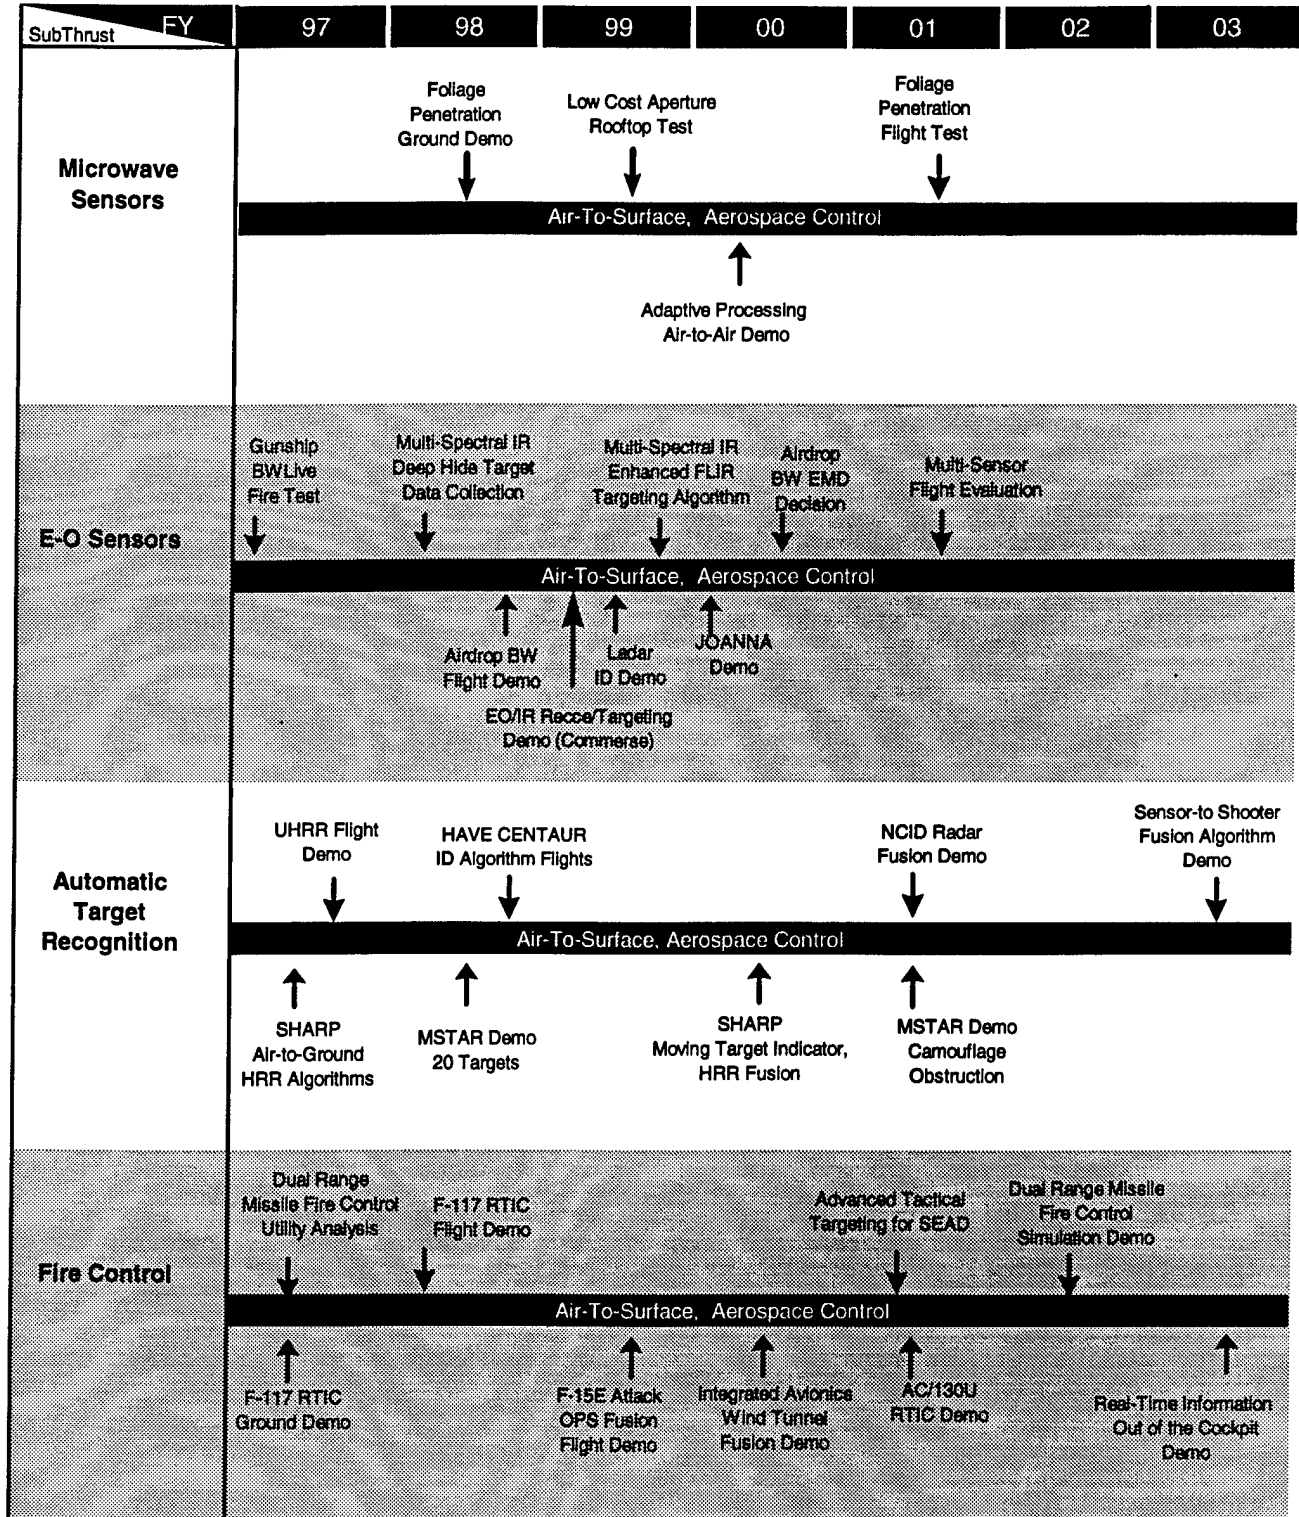 FY
SubThrust
97
98
99
00
01
02
03
Microwave
Sensors
Foliage
Penetration
Ground Demo
Low Cost Aperture
Rooftop Test
Foliage
Penetration
Flight Test
Air-To-Surface, Aerospace Control
Adaptive Processing
Air-to-Air Demo
E-O Sensors
Gunship
BW Live
Fire Test
Multi-Spectral IR
Deep Hide Target
Data Collection
Multi-Spectral IR
Enhanced FLIR
Targeting Algorithm
Airdrop
BW EMD
Decision
Multi-Sensor
Flight Evaluation
Air-To-Surface, Aerospace Control
Airdrop BW
Flight Demo
EO/IR Recce/Targeting
Demo (Commerse)
Ladar
ID Demo
JOANNA
Demo
Automatic
Target
Recognition
UHRR Flight
Demo
HAVE CENTAUR
ID Algorithm Flights
NCID Radar
Fusion Demo
Sensor-to Shooter
Fusion Algorithm
Demo
Air-To-Surface, Aerospace Control
SHARP
Air-to-Ground
HRR Algorithms
MSTAR Demo
20 Targets
SHARP
Moving Target Indicator,
HRR Fusion
MSTAR Demo
Camouflage
Obstruction
Fire Control
Dual Range
Missile Fire Control
Utility Analysis
F-117 RTIC
Flight Demo
Advanced Tactical
Targeting for SEAD
Dual Range Missile
Fire Control
Simulation Demo
Air-To-Surface, Aerospace Control
F-117 RTIC
Ground Demo
F-15E Attack
OPS Fusion
Flight Demo
Integrated Avionics
Wind Tunnel
Fusion Demo
AC/130U
RTIC Demo
Real-Time Information
Out of the Cockpit
Demo